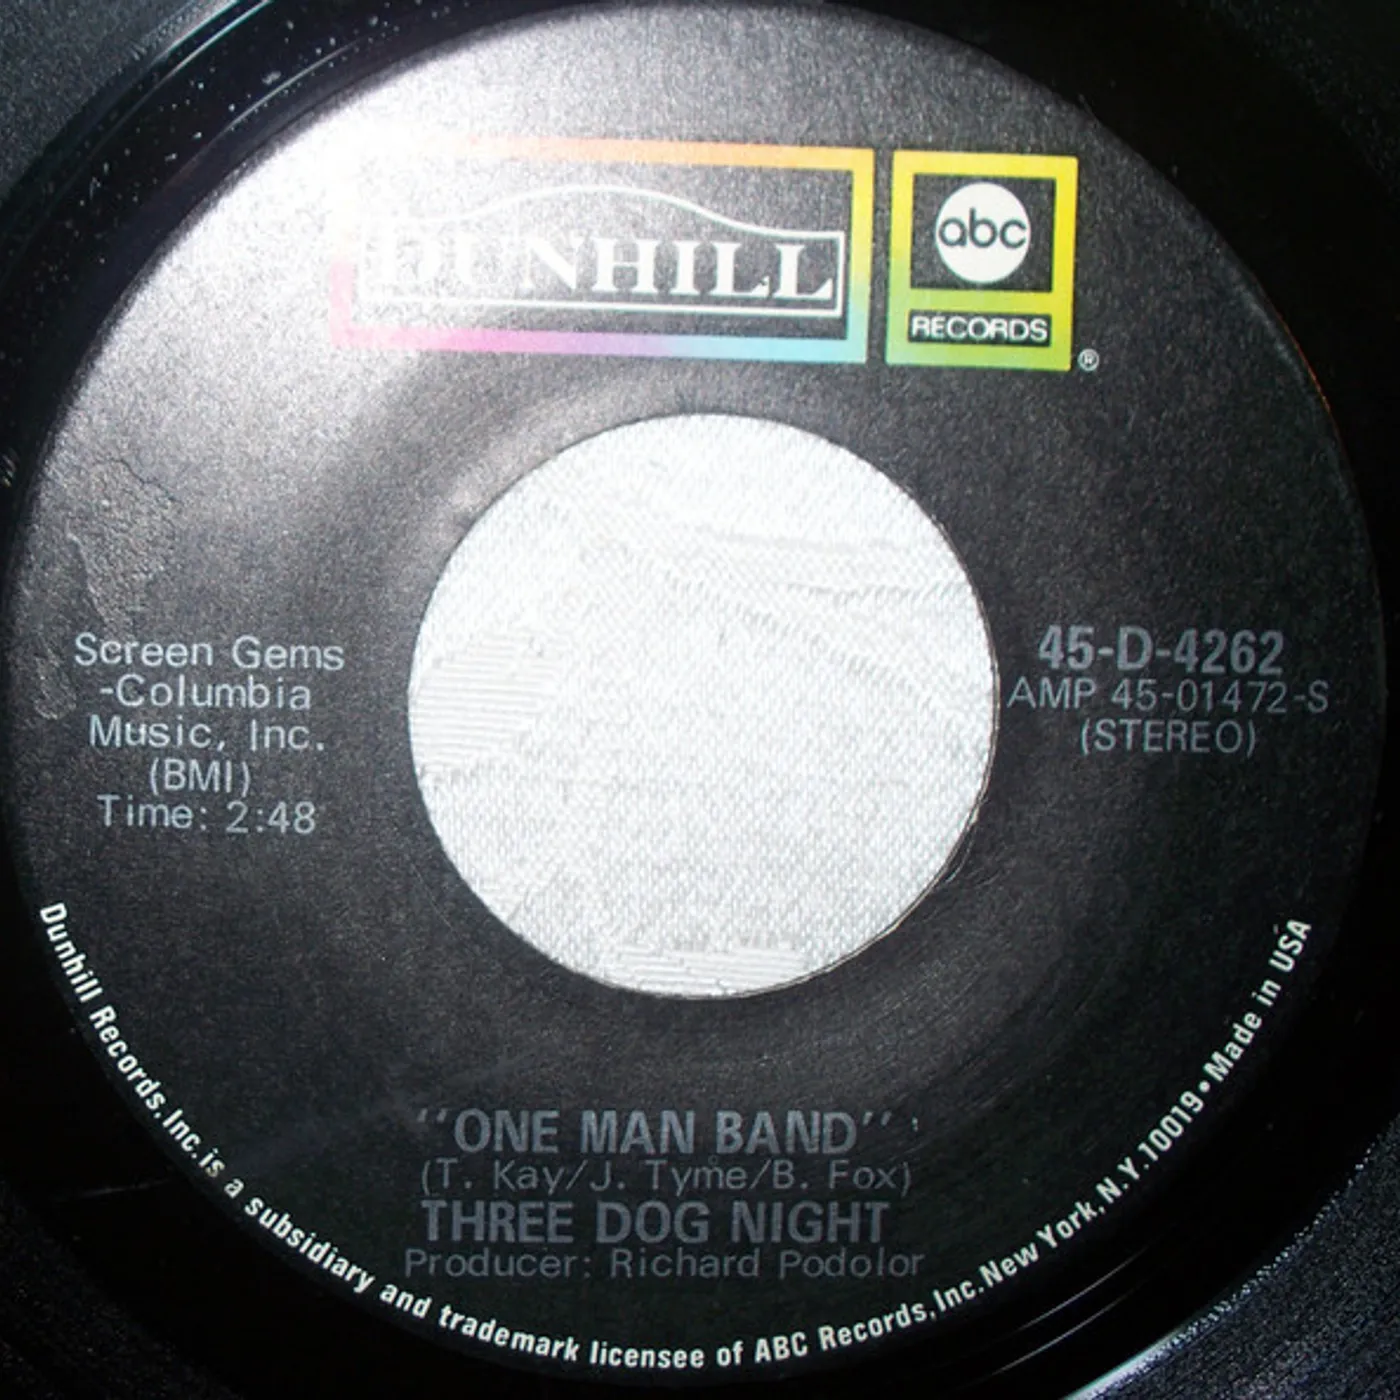 DUNHILL
abc
RECORDS
®
Screen Gems
-Columbia
Music, Inc.
(BMI)
Time: 2:48
45-D-4262
AMP 45-01472-S
(STEREO)
"ONE MAN BAND"
(T. Kay/J. Tyme/B. Fox)
THREE DOG NIGHT
Producer: Richard Podolor
Dunhill Records, Inc. is a subsidiary and trademark licensee of ABC Records, Inc. New York, N.Y. 10019 • Made in USA